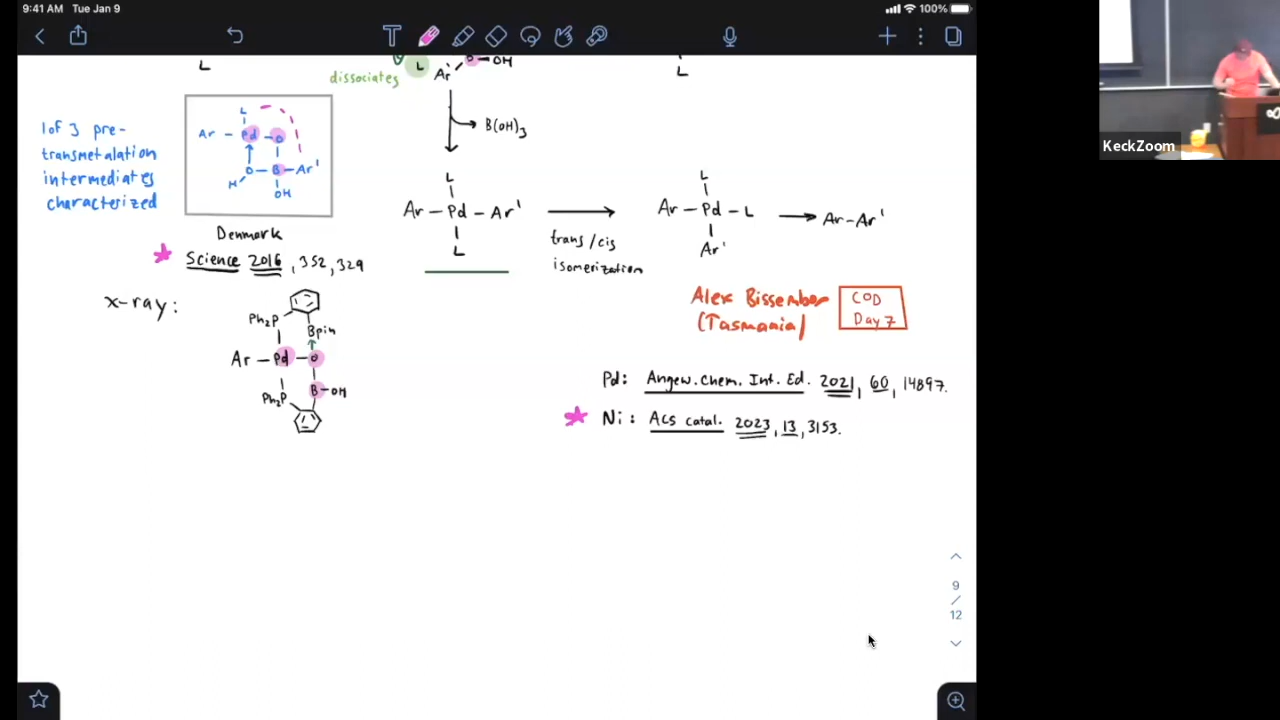 9:41 AM Tue Jan 9
100%
T
L
dissociates
L
Ar
O-OH
L
B(OH)3
1 of 3 pre-
transmetalation
intermediates
characterized
L
Ar - Pd - O
O - B - Ar'
H
OH
Denmark
Science 2016, 352, 329
L
Ar - Pd - Ar'
L
trans/cis
isomerization
L
Ar - Pd - L
Ar'
Ar-Ar'
x-ray:
Ph2P
Bpin
Ar - Pd - O
B-OH
Ph2P
Alex Bissember
(Tasmania)
COD
Day 7
Pd: Angew. Chem. Int. Ed. 2021, 60, 14897.
Ni: Acs catal. 2023, 13, 3153.
9
/
12
KeckZoom